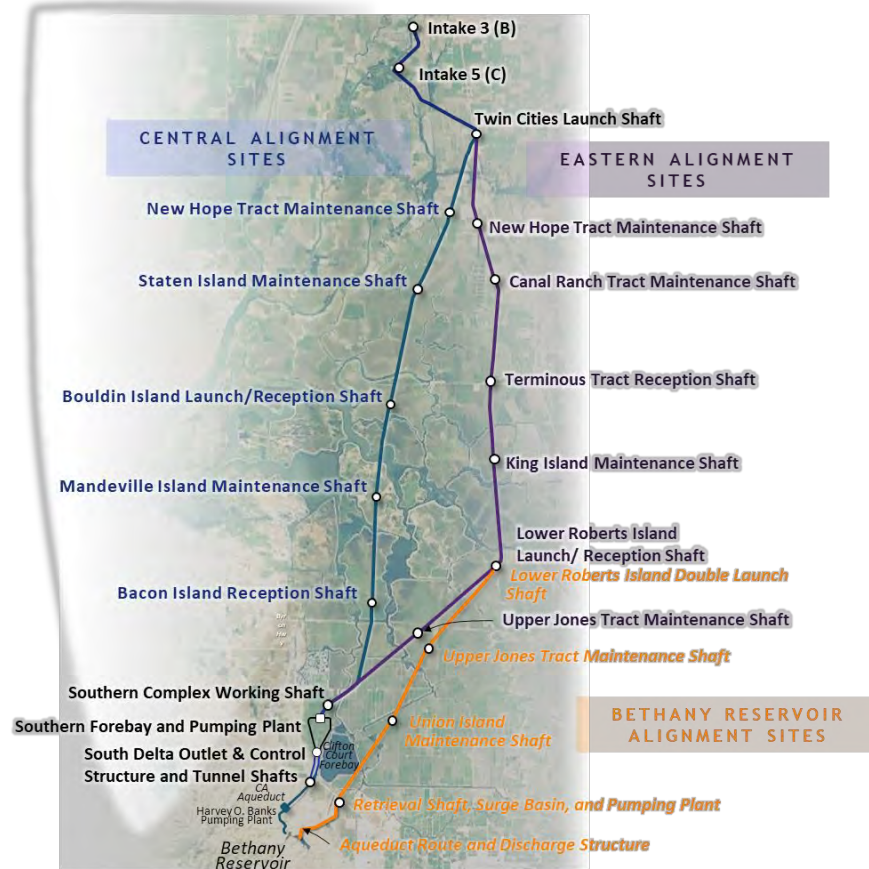 Intake 3 (B)
Intake 5 (C)
Twin Cities Launch Shaft
CENTRAL ALIGNMENT
SITES
EASTERN ALIGNMENT
SITES
New Hope Tract Maintenance Shaft
New Hope Tract Maintenance Shaft
Staten Island Maintenance Shaft
Canal Ranch Tract Maintenance Shaft
Terminous Tract Reception Shaft
Bouldin Island Launch/Reception Shaft
King Island Maintenance Shaft
Mandeville Island Maintenance Shaft
Lower Roberts Island
Launch/ Reception Shaft
Lower Roberts Island Double Launch
Shaft
Bacon Island Reception Shaft
Upper Jones Tract Maintenance Shaft
Upper Jones Tract Maintenance Shaft
Southern Complex Working Shaft
Southern Forebay and Pumping Plant
BETHANY RESERVOIR
ALIGNMENT SITES
Union Island
Maintenance Shaft
Clifton
Court
Forebay
South Delta Outlet & Control
Structure and Tunnel Shafts
CA
Aqueduct
Harvey O. Banks
Pumping Plant
Retrieval Shaft, Surge Basin, and Pumping Plant
Aqueduct Route and Discharge Structure
Bethany
Reservoir